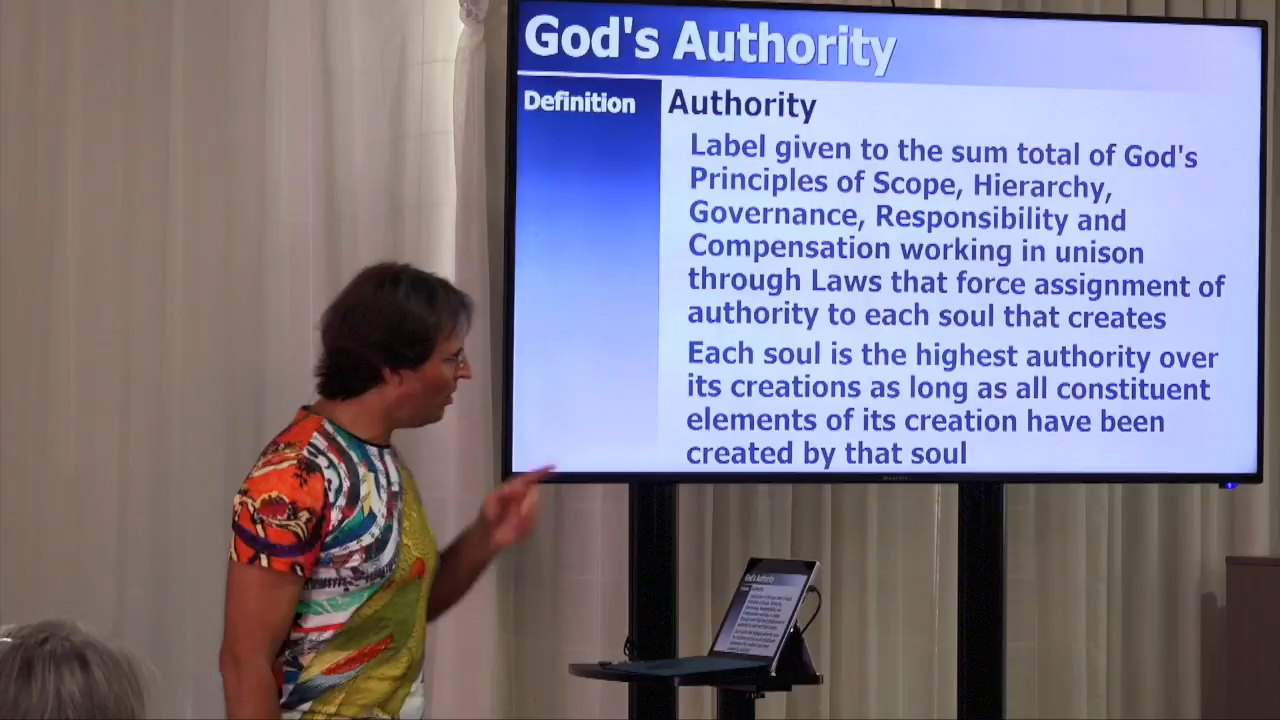 God's Authority
Definition
Authority
Label given to the sum total of God's
Principles of Scope, Hierarchy,
Governance, Responsibility and
Compensation working in unison
through Laws that force assignment of
authority to each soul that creates
Each soul is the highest authority over
its creations as long as all constituent
elements of its creation have been
created by that soul
God's Authority
Authority